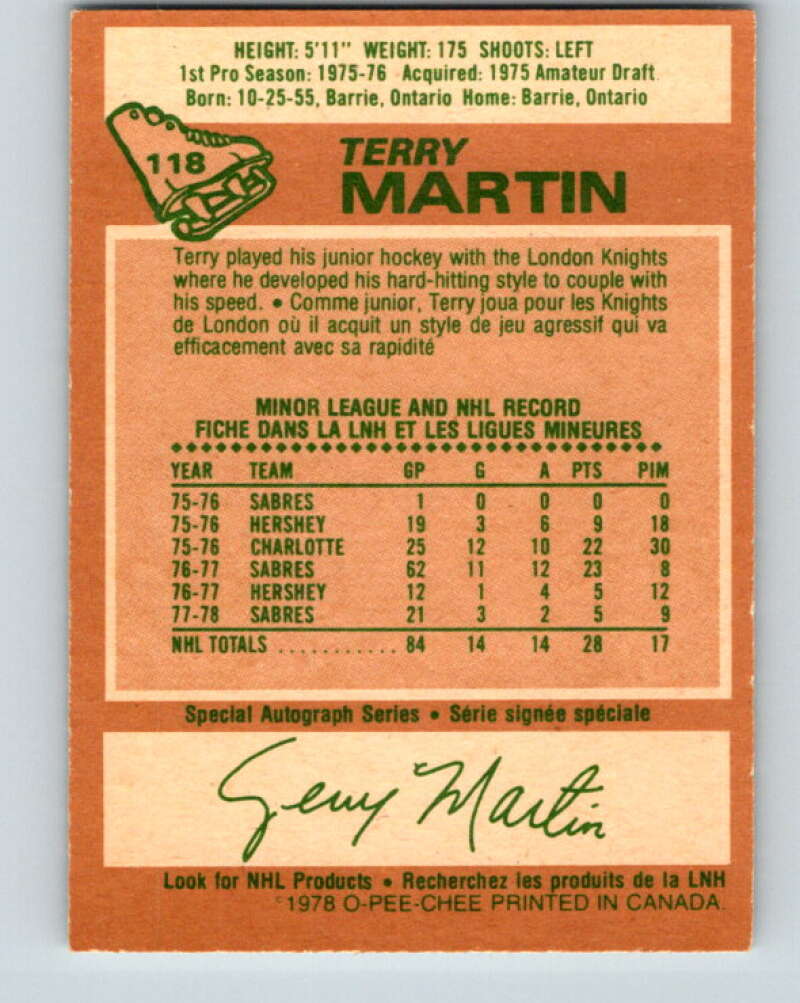 HEIGHT: 5'11" WEIGHT: 175 SHOOTS: LEFT
1st Pro Season: 1975-76 Acquired: 1975 Amateur Draft
Born: 10-25-55, Barrie, Ontario Home: Barrie, Ontario
118
TERRY
MARTIN
Terry played his junior hockey with the London Knights
where he developed his hard-hitting style to couple with
his speed. • Comme junior, Terry joua pour les Knights
de London où il acquit un style de jeu agressif qui va
efficacement avec sa rapidité
MINOR LEAGUE AND NHL RECORD
FICHE DANS LA LNH ET LES LIGUES MINEURES
YEAR TEAM GP G A PTS PIM
75-76 SABRES 1 0 0 0 0
75-76 HERSHEY 19 3 6 9 18
75-76 CHARLOTTE 25 12 10 22 30
76-77 SABRES 62 11 12 23 8
76-77 HERSHEY 12 1 4 5 12
77-78 SABRES 21 3 2 5 9
NHL TOTALS ........... 84 14 14 28 17
Special Autograph Series • Série signée spéciale
Terry Martin
Look for NHL Products • Recherchez les produits de la LNH
©1978 O-PEE-CHEE PRINTED IN CANADA.